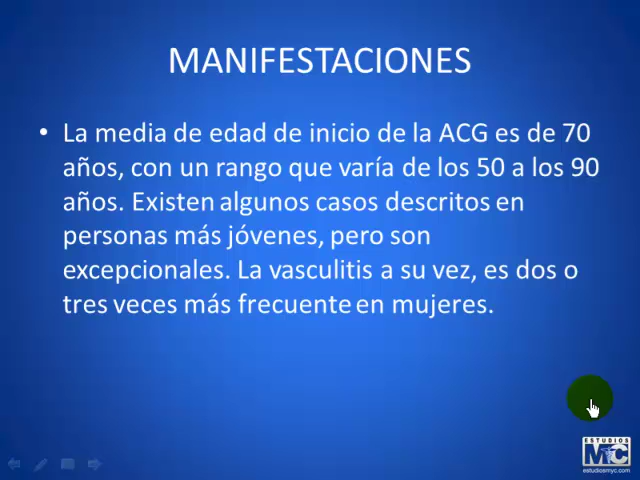 MANIFESTACIONES
• La media de edad de inicio de la ACG es de 70
años, con un rango que varía de los 50 a los 90
años. Existen algunos casos descritos en
personas más jóvenes, pero son
excepcionales. La vasculitis a su vez, es dos o
tres veces más frecuente en mujeres.
ESTUDIOS
MyC
estudiosmyc.com